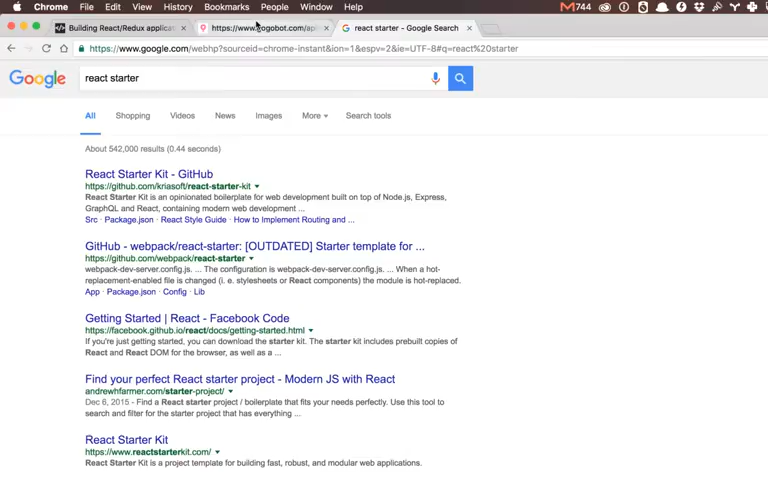 Chrome File Edit View History Bookmarks People Window Help 744
Building React/Redux applicat
https://www.gogobot.com/api
react starter - Google Search
https://www.google.com/webhp?sourceid=chrome-instant&ion=1&espv=2&ie=UTF-8#q=react%20starter
Google
react starter
All Shopping Videos News Images More Search tools
About 542,000 results (0.44 seconds)
React Starter Kit - GitHub
https://github.com/kriasoft/react-starter-kit
React Starter Kit is an opinionated boilerplate for web development built on top of Node.js, Express,
GraphQL and React, containing modern web development ...
Src · Package.json · React Style Guide · How to Implement Routing and ...
GitHub - webpack/react-starter: [OUTDATED] Starter template for ...
https://github.com/webpack/react-starter
webpack-dev-server.config.js. ... The configuration is webpack-dev-server.config.js. ... When a hot-
replacement-enabled file is changed (i. e. stylesheets or React components) the module is hot-replaced.
App · Package.json · Config · Lib
Getting Started | React - Facebook Code
https://facebook.github.io/react/docs/getting-started.html
If you're just getting started, you can download the starter kit. The starter kit includes prebuilt copies of
React and React DOM for the browser, as well as a ...
Find your perfect React starter project - Modern JS with React
andrewhfarmer.com/starter-project/
Dec 6, 2015 - Find a React starter project / boilerplate that fits your needs perfectly. Use this tool to
search and filter for the starter project that has everything ...
React Starter Kit
https://www.reactstarterkit.com/
React Starter Kit is a project template for building fast, robust, and modular web applications.